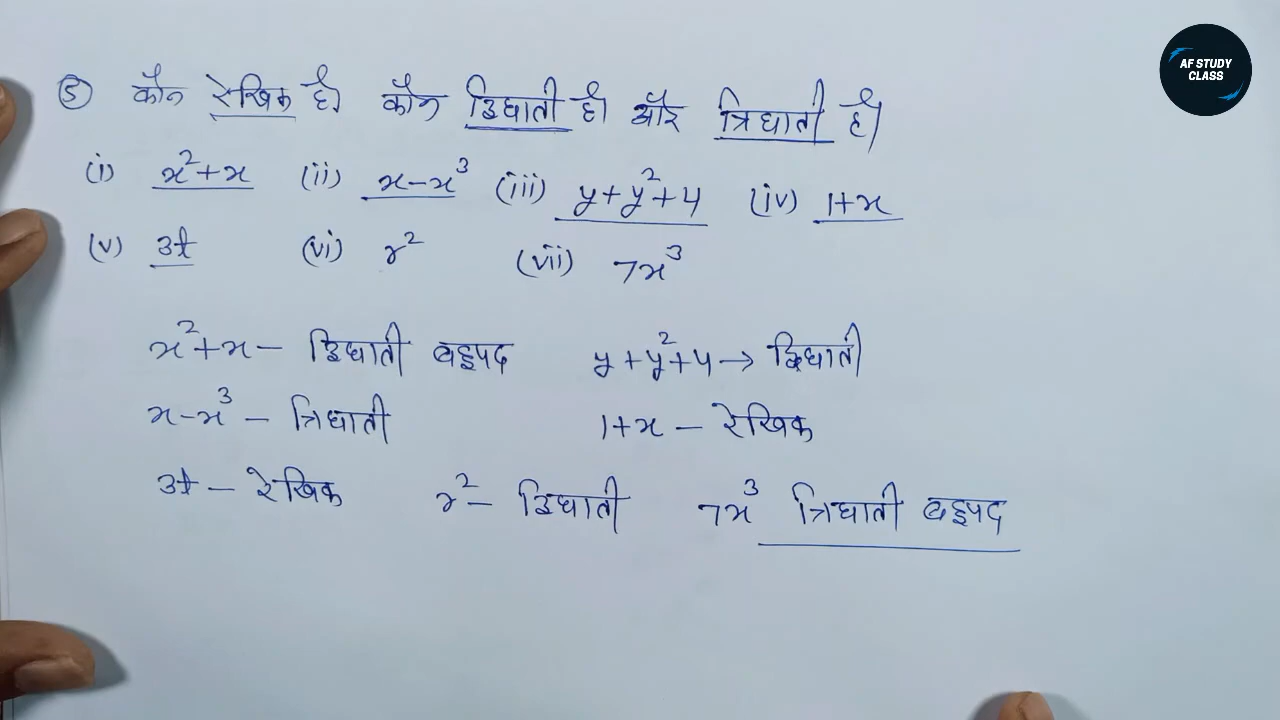 AF STUDY
CLASS
⑤ कौन रेखिक है। कौन द्विघाती है। और त्रिघाती है।
(i) x²+x (ii) x-x³ (iii) y+y²+4 (iv) 1+x
(v) 3t (vi) r² (vii) 7x³
x²+x – द्विघाती बहुपद y+y²+4 → द्विघाती
x-x³ – त्रिघाती 1+x – रेखिक
3t – रेखिक r² – द्विघाती 7x³ त्रिघाती बहुपद